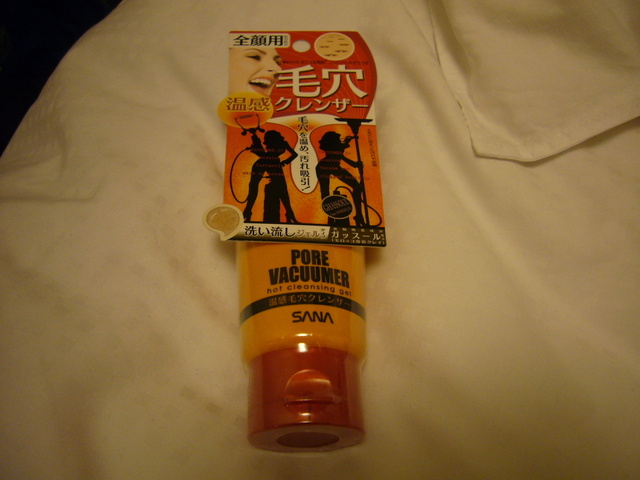 全顔用
毛穴
温感
クレンザー
毛穴を温め、汚れ吸引!
洗い流しジェル
ガッスール
PORE
VACUUMER
hot cleansing gel
温感毛穴クレンザー
SANA